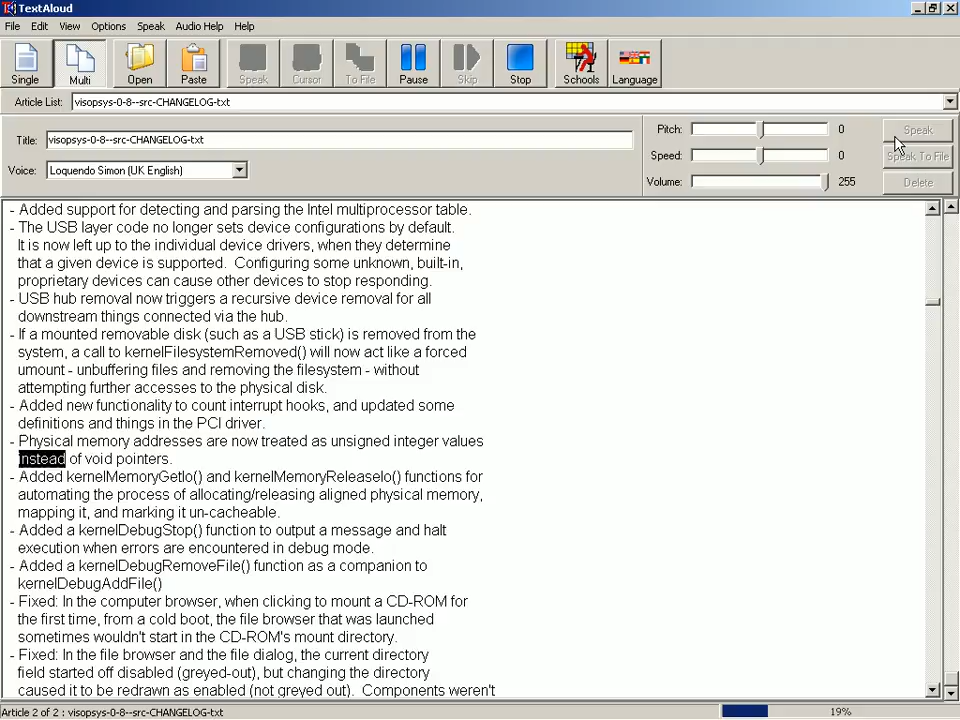 TextAloud
File Edit View Options Speak Audio Help Help
Single Multi Open Paste Speak Cursor To File Pause Skip Stop Schools Language
Article List: visopsys-0-8--src-CHANGELOG-txt
Title: visopsys-0-8--src-CHANGELOG-txt
Pitch: 0 Speak
Speed: 0 Speak To File
Voice: Loquendo Simon (UK English)
Volume: 255 Delete
- Added support for detecting and parsing the Intel multiprocessor table.
- The USB layer code no longer sets device configurations by default.
It is now left up to the individual device drivers, when they determine
that a given device is supported. Configuring some unknown, built-in,
proprietary devices can cause other devices to stop responding.
- USB hub removal now triggers a recursive device removal for all
downstream things connected via the hub.
- If a mounted removable disk (such as a USB stick) is removed from the
system, a call to kernelFilesystemRemoved() will now act like a forced
umount - unbuffering files and removing the filesystem - without
attempting further accesses to the physical disk.
- Added new functionality to count interrupt hooks, and updated some
definitions and things in the PCI driver.
- Physical memory addresses are now treated as unsigned integer values
instead of void pointers.
- Added kernelMemoryGetIo() and kernelMemoryReleaseIo() functions for
automating the process of allocating/releasing aligned physical memory,
mapping it, and marking it un-cacheable.
- Added a kernelDebugStop() function to output a message and halt
execution when errors are encountered in debug mode.
- Added a kernelDebugRemoveFile() function as a companion to
kernelDebugAddFile()
- Fixed: In the computer browser, when clicking to mount a CD-ROM for
the first time, from a cold boot, the file browser that was launched
sometimes wouldn't start in the CD-ROM's mount directory.
- Fixed: In the file browser and the file dialog, the current directory
field started off disabled (greyed-out), but changing the directory
caused it to be redrawn as enabled (not greyed out). Components weren't
Article 2 of 2 : visopsys-0-8--src-CHANGELOG-txt 19%